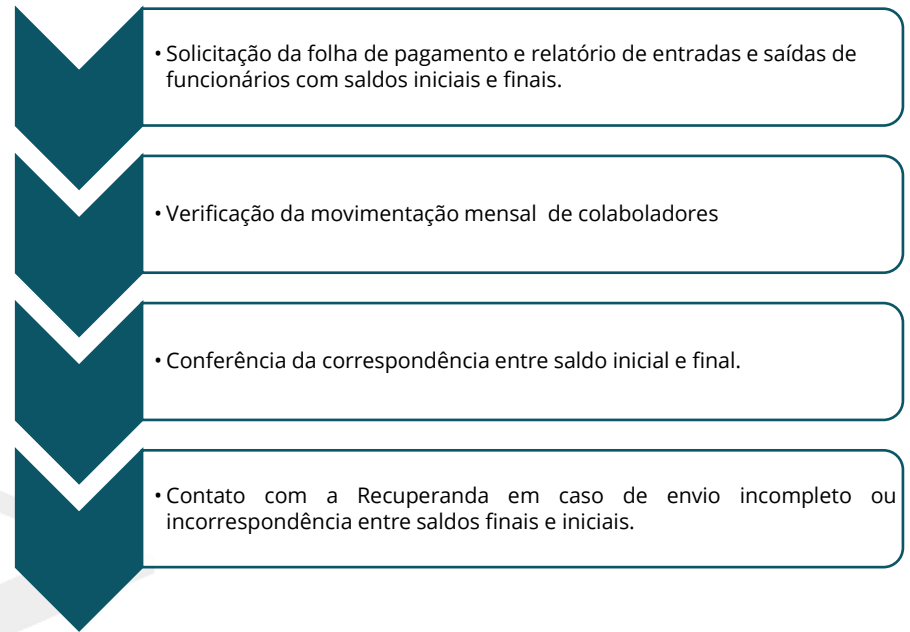 • Solicitação da folha de pagamento e relatório de entradas e saídas de
funcionários com saldos iniciais e finais.
• Verificação da movimentação mensal  de colaboladores
• Conferência da correspondência entre saldo inicial e final.
• Contato com a Recuperanda em caso de envio incompleto ou
incorrespondência entre saldos finais e iniciais.